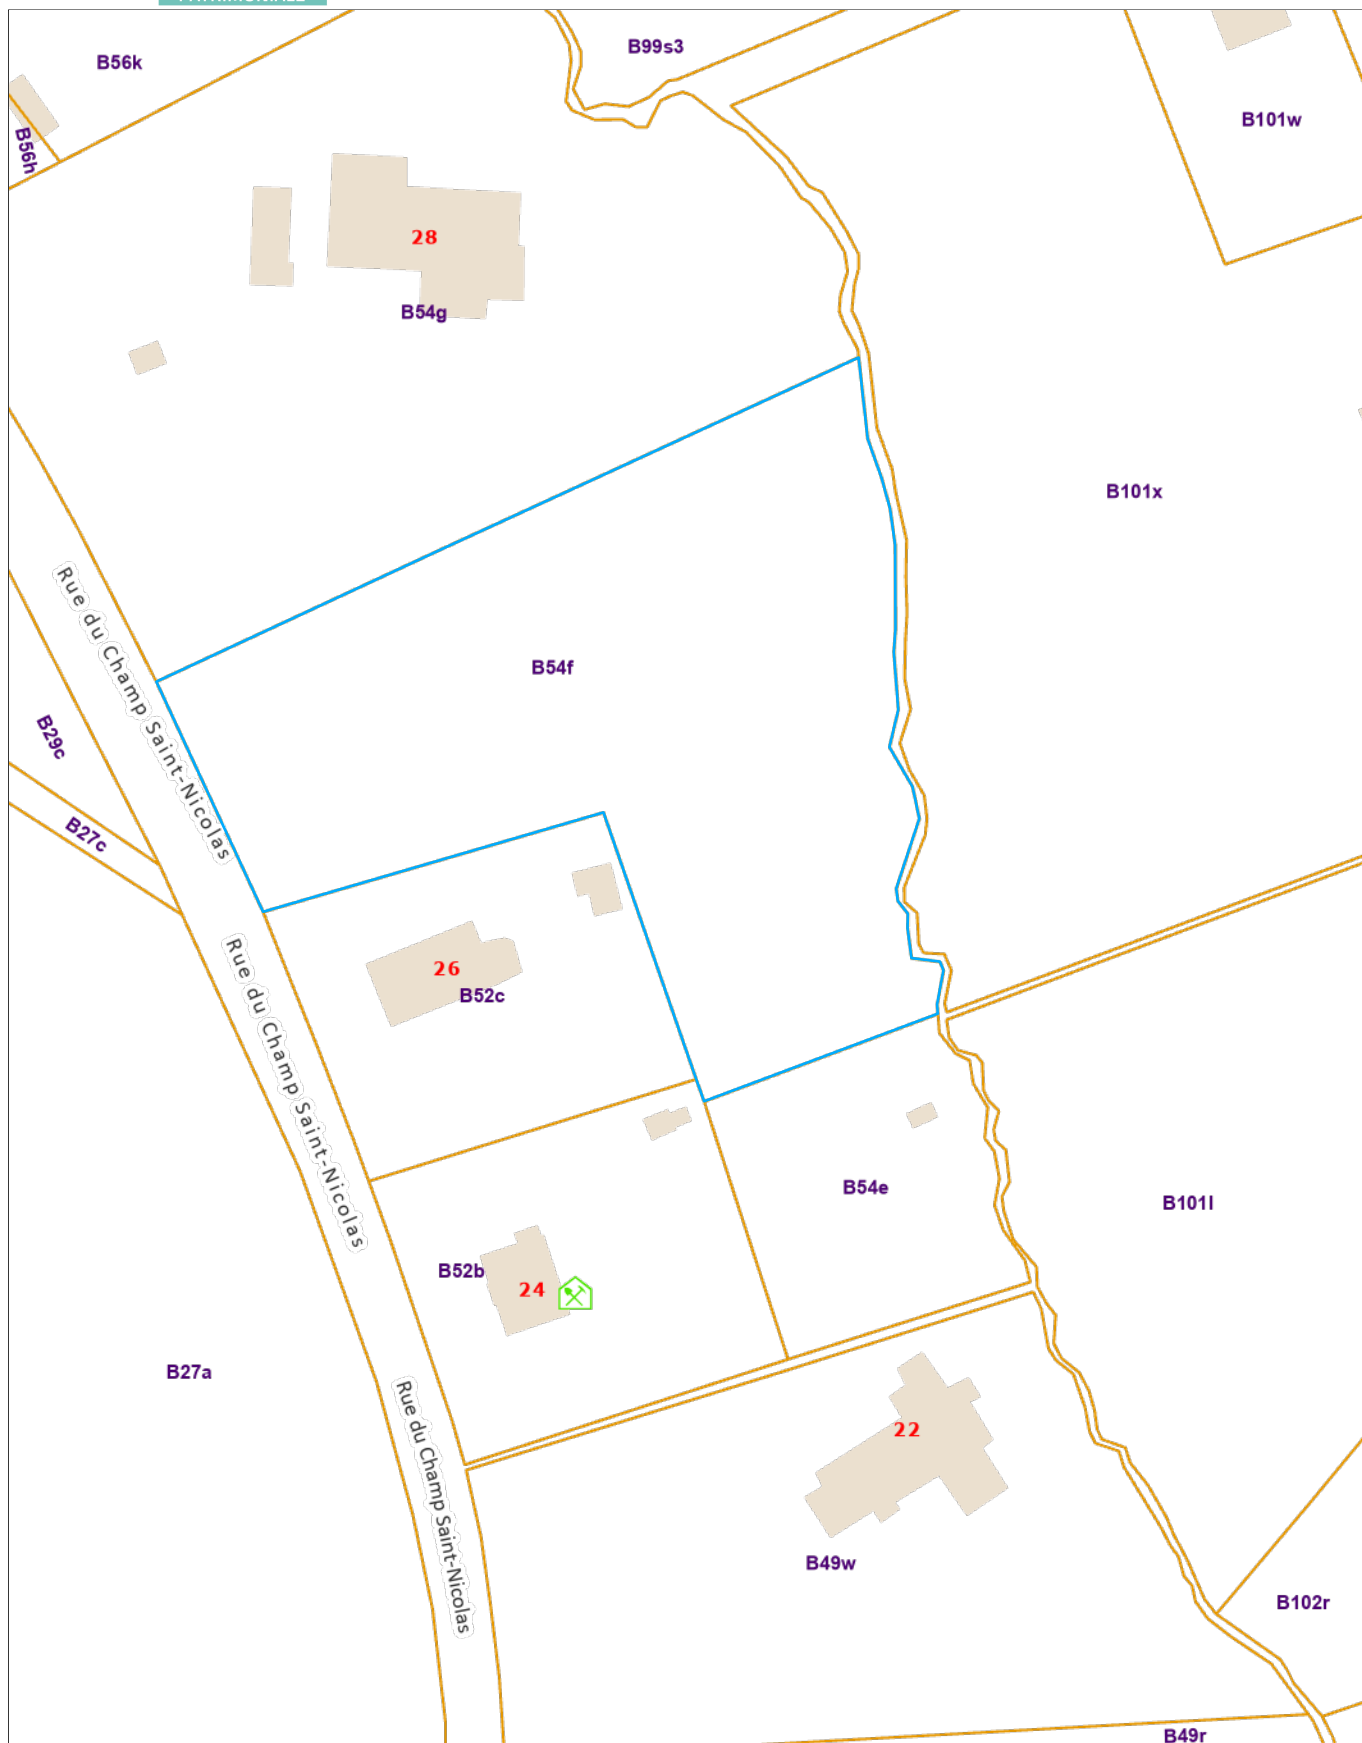 B99s3
B56k
B101w
B56h
28
B54g
B101x
Rue du Champ Saint-Nicolas
B54f
B29c
B27c
26
B52c
Rue du Champ Saint-Nicolas
B54e
B101l
B52b
24
B27a
Rue du Champ Saint-Nicolas
22
B49w
B102r
B49r